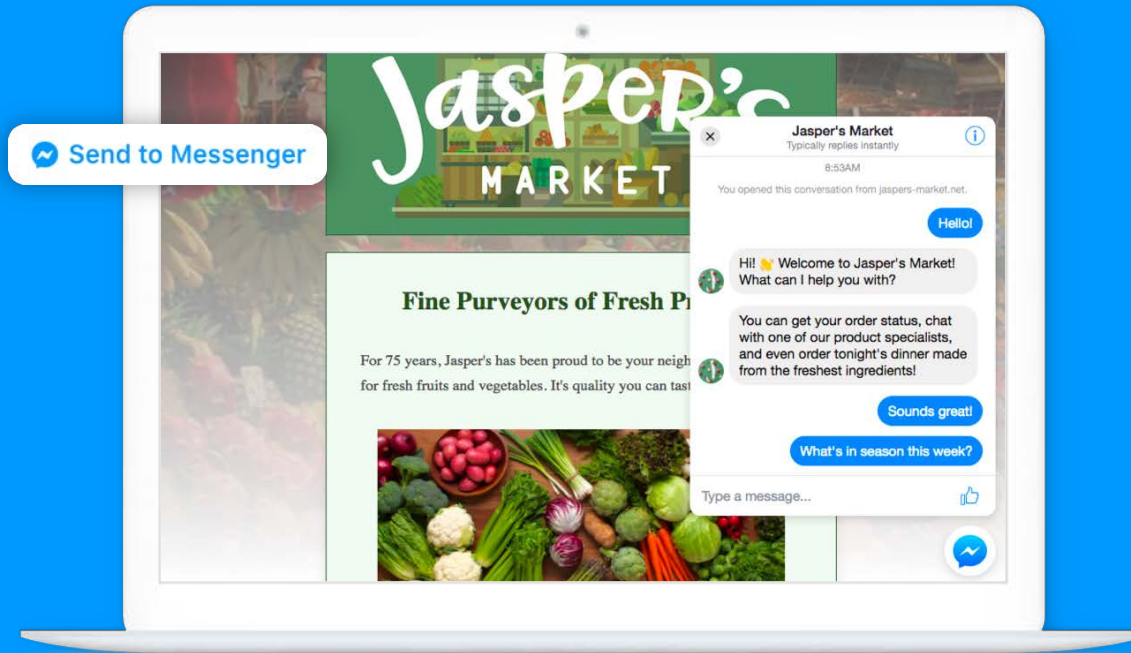 Jasper's
MARKET
Send to Messenger
Fine Purveyors of Fresh
For 75 years, Jasper's has been proud to be your
for fresh fruits and vegetables. It's quality you can
Jasper's Market
Typically replies instantly
8:53AM
You opened this conversation from jaspers-market.net.
Hello!
Hi! 👋 Welcome to Jasper's Market!
What can I help you with?
You can get your order status, chat
with one of our product specialists,
and even order tonight's dinner made
from the freshest ingredients!
Sounds great!
What's in season this week?
Type a message...